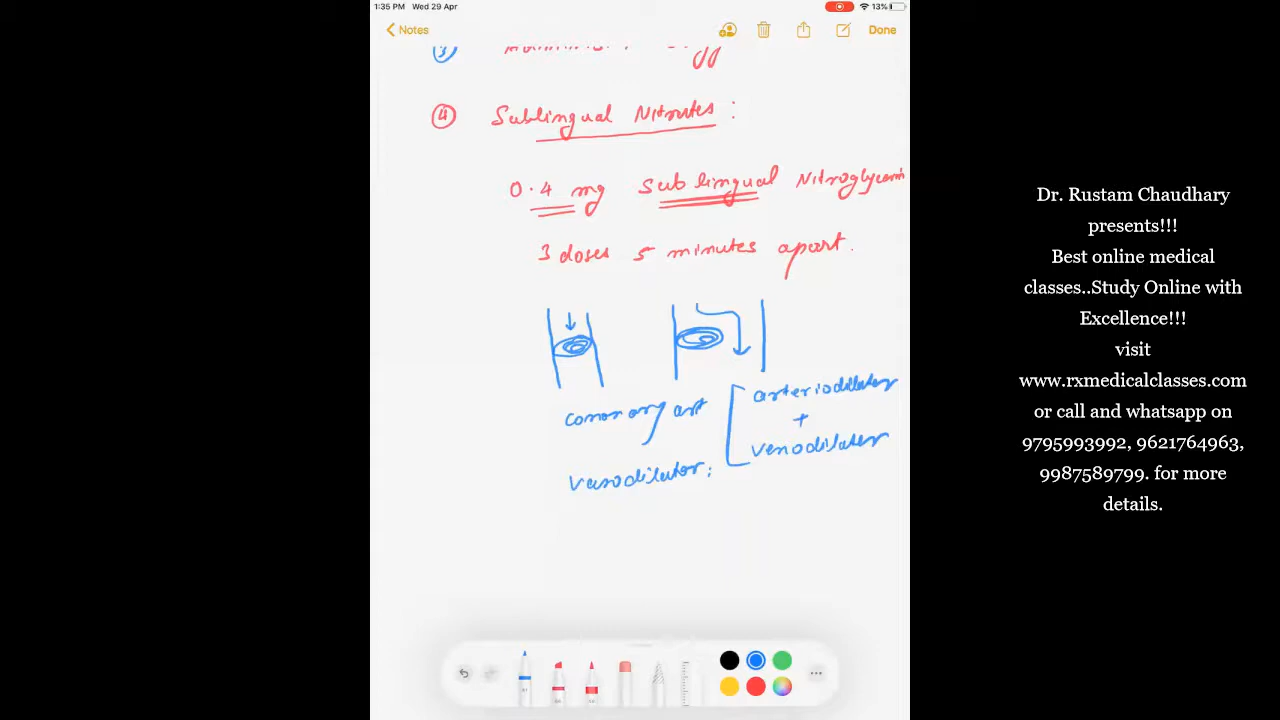 1:35 PM Wed 29 Apr
13%
Notes
Done
3
4 Sublingual Nitrates :
0.4 mg Sublingual Nitroglycerin
3 doses 5 minutes apart.
coronary art
vasodilator;
arteriodilator
+
venodilator
Dr. Rustam Chaudhary
presents!!!
Best online medical
classes..Study Online with
Excellence!!!
visit
www.rxmedicalclasses.com
or call and whatsapp on
9795993992, 9621764963,
9987589799. for more
details.